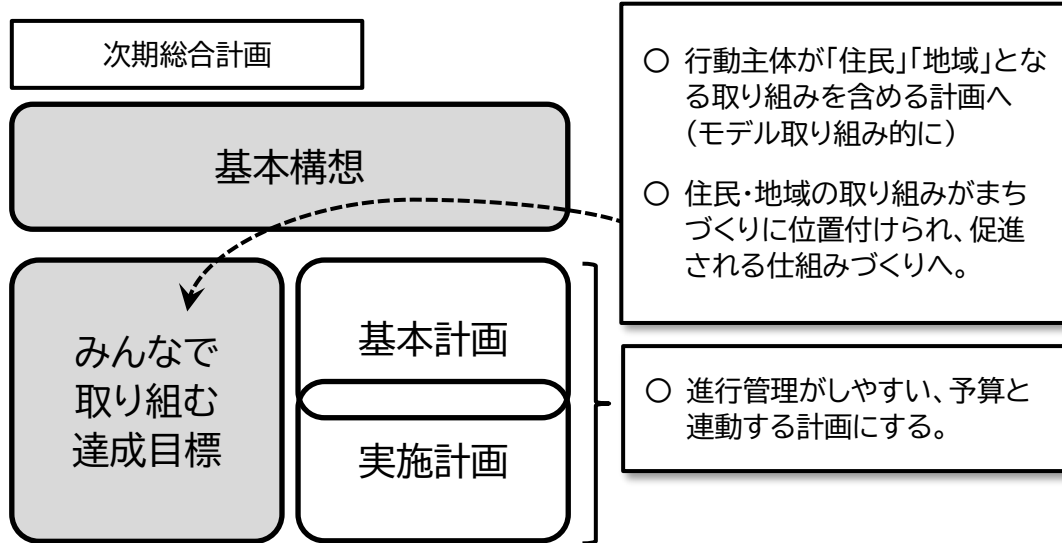 次期総合計画
基本構想
みんなで
取り組む
達成目標
基本計画
実施計画
○ 行動主体が「住民」「地域」とな
る取り組みを含める計画へ
(モデル取り組み的に)
○ 住民・地域の取り組みがまち
づくりに位置付けられ、促進
される仕組みづくりへ。
○ 進行管理がしやすい、予算と
連動する計画にする。